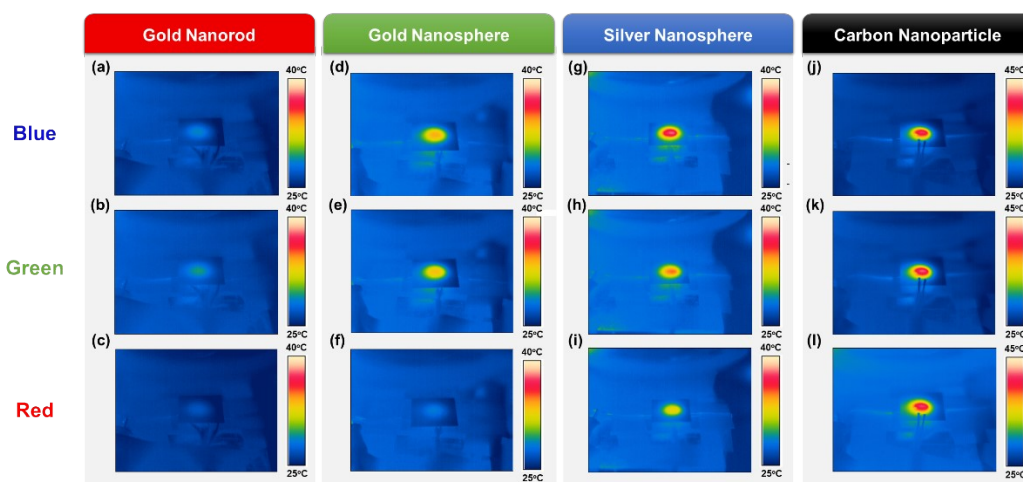 Gold Nanorod
Gold Nanosphere
Silver Nanosphere
Carbon Nanoparticle
Blue
(a)
40°C
25°C
(d)
40°C
25°C
(g)
40°C
25°C
(j)
45°C
25°C
Green
(b)
40°C
25°C
(e)
40°C
25°C
(h)
40°C
25°C
(k)
45°C
25°C
Red
(c)
40°C
25°C
(f)
40°C
25°C
(i)
40°C
25°C
(l)
45°C
25°C